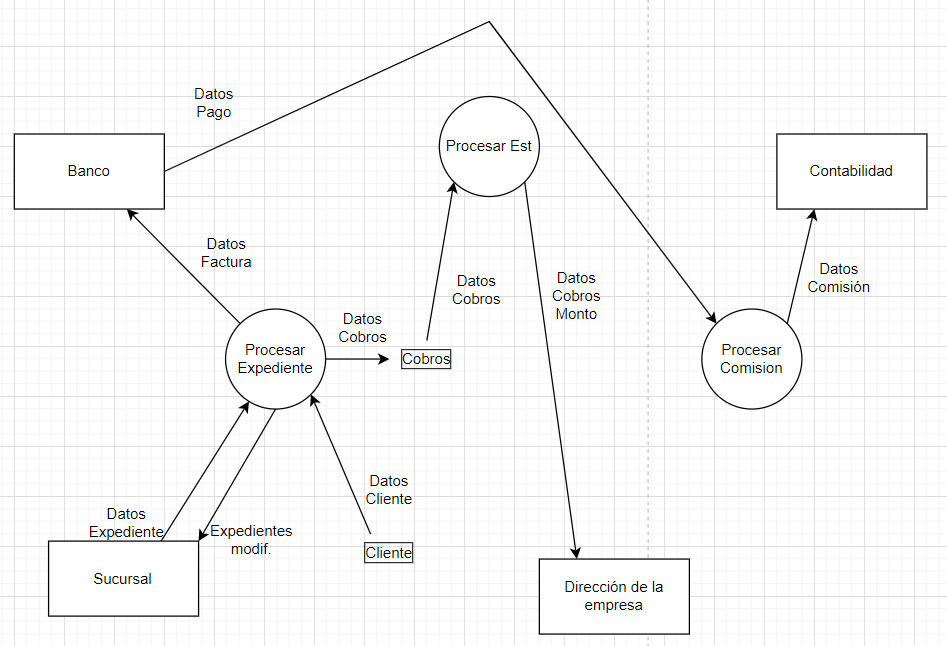 Datos
Pago
Procesar Est
Banco
Contabilidad
Datos
Factura
Datos
Cobros
Datos
Cobros
Monto
Datos
Comisión
Datos
Cobros
Procesar
Expediente
Cobros
Procesar
Comision
Datos
Cliente
Datos
Expediente
Expedientes
modif.
Cliente
Sucursal
Dirección de la
empresa